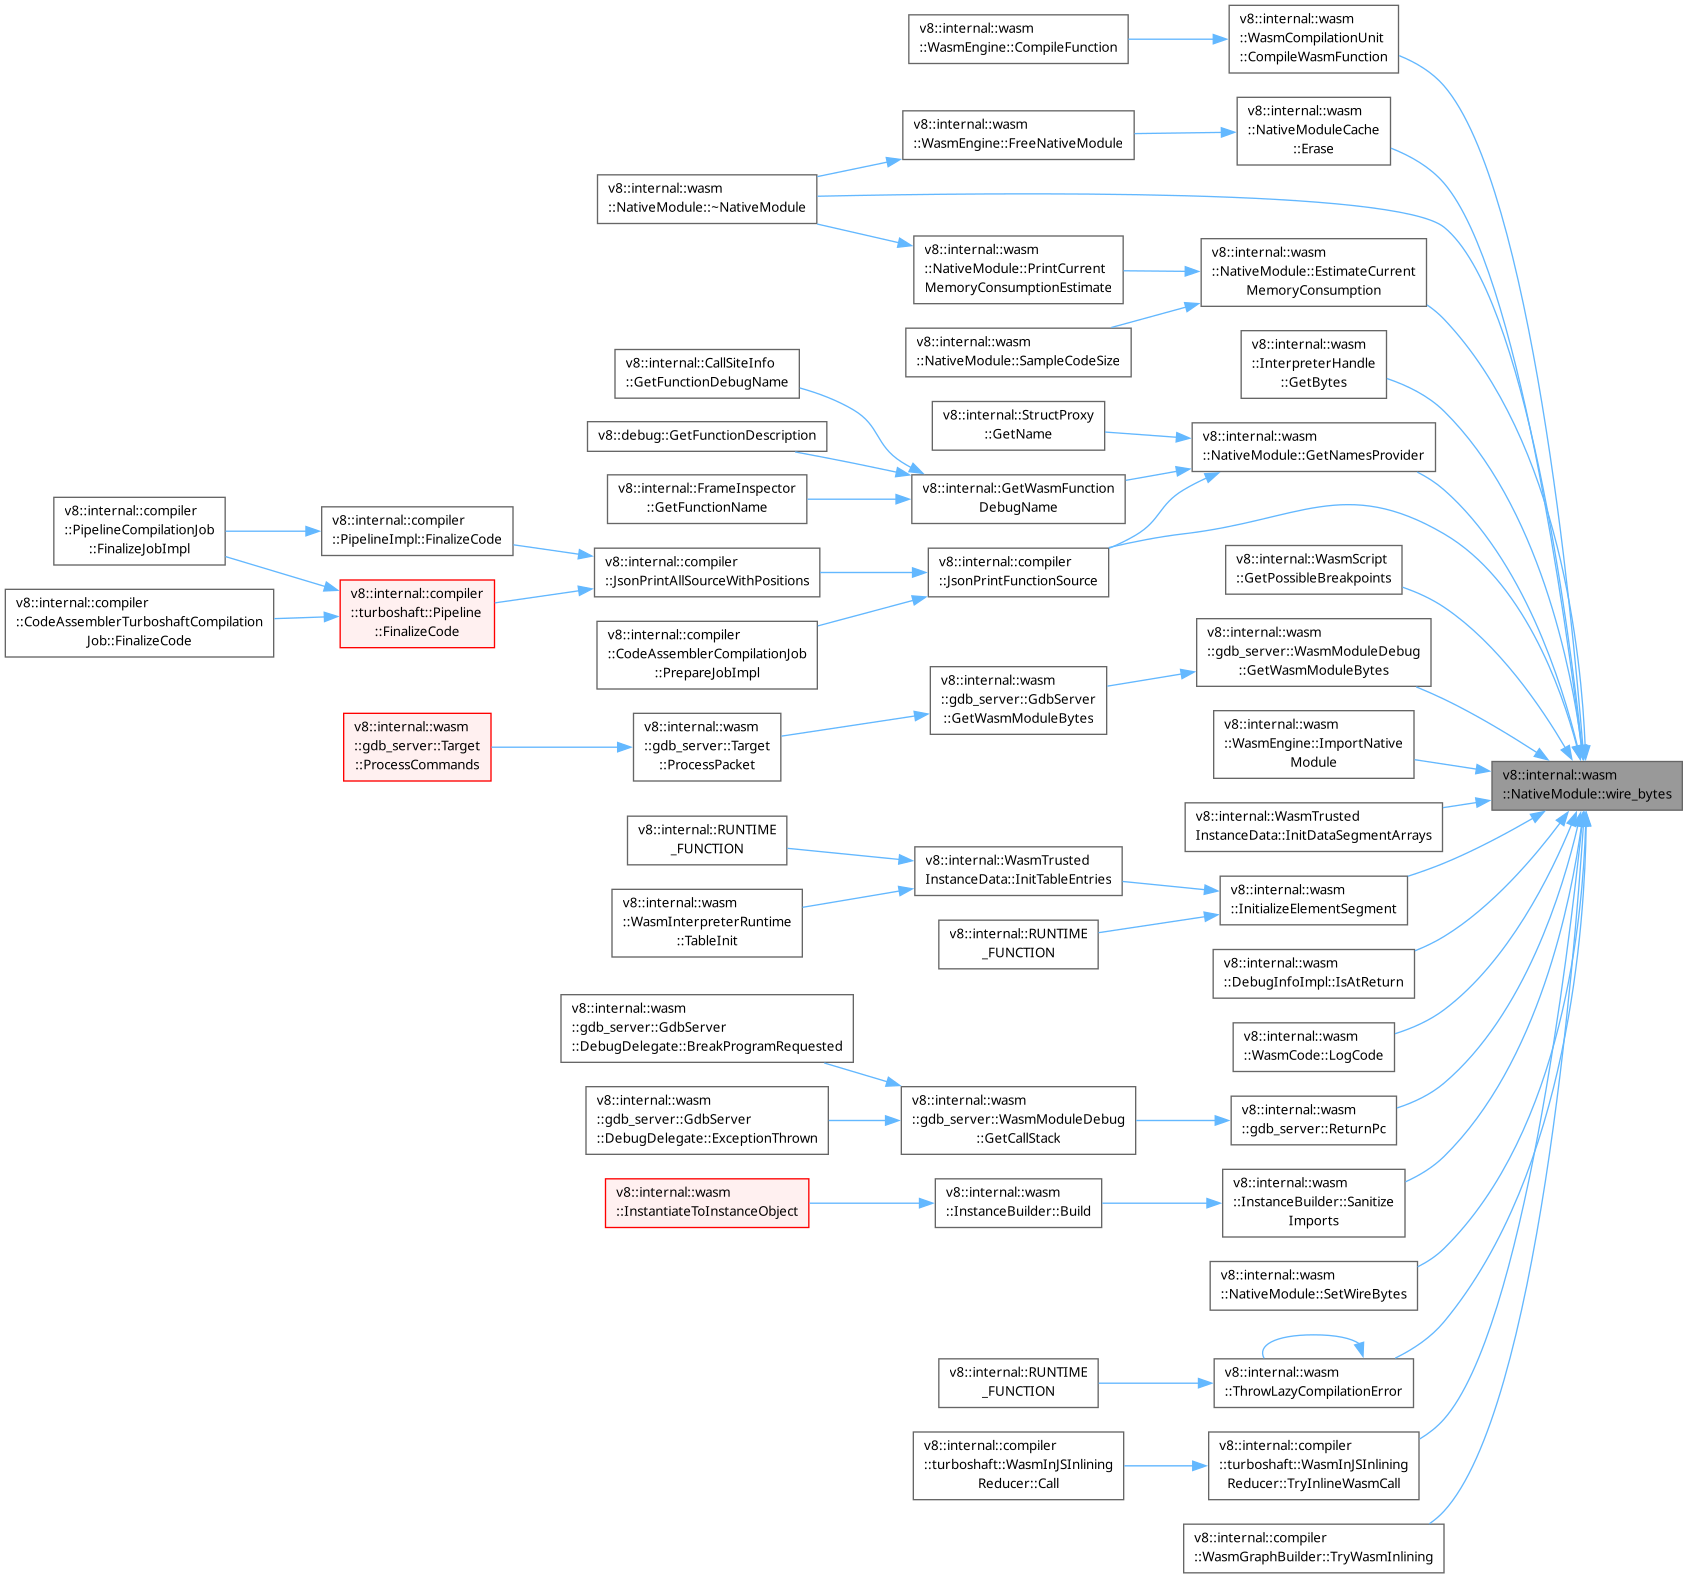 v8::internal::wasm
::WasmEngine::CompileFunction
v8::internal::wasm
::WasmCompilationUnit
::CompileWasmFunction
v8::internal::wasm
::WasmEngine::FreeNativeModule
v8::internal::wasm
::NativeModuleCache
::Erase
v8::internal::wasm
::NativeModule::~NativeModule
v8::internal::wasm
::NativeModule::PrintCurrent
MemoryConsumptionEstimate
v8::internal::wasm
::NativeModule::EstimateCurrent
MemoryConsumption
v8::internal::wasm
::NativeModule::SampleCodeSize
v8::internal::wasm
::InterpreterHandle
::GetBytes
v8::internal::CallSiteInfo
::GetFunctionDebugName
v8::internal::StructProxy
::GetName
v8::debug::GetFunctionDescription
v8::internal::wasm
::NativeModule::GetNamesProvider
v8::internal::FrameInspector
::GetFunctionName
v8::internal::GetWasmFunction
DebugName
v8::internal::compiler
::PipelineCompilationJob
::FinalizeJobImpl
v8::internal::compiler
::PipelineImpl::FinalizeCode
v8::internal::compiler
::JsonPrintAllSourceWithPositions
v8::internal::compiler
::JsonPrintFunctionSource
v8::internal::WasmScript
::GetPossibleBreakpoints
v8::internal::compiler
::CodeAssemblerTurboshaftCompilation
Job::FinalizeCode
v8::internal::compiler
::turboshaft::Pipeline
::FinalizeCode
v8::internal::compiler
::CodeAssemblerCompilationJob
::PrepareJobImpl
v8::internal::wasm
::gdb_server::WasmModuleDebug
::GetWasmModuleBytes
v8::internal::wasm
::gdb_server::GdbServer
::GetWasmModuleBytes
v8::internal::wasm
::gdb_server::Target
::ProcessCommands
v8::internal::wasm
::gdb_server::Target
::ProcessPacket
v8::internal::wasm
::WasmEngine::ImportNative
Module
v8::internal::wasm
::NativeModule::wire_bytes
v8::internal::WasmTrusted
InstanceData::InitDataSegmentArrays
v8::internal::RUNTIME
_FUNCTION
v8::internal::WasmTrusted
InstanceData::InitTableEntries
v8::internal::wasm
::InitializeElementSegment
v8::internal::wasm
::WasmInterpreterRuntime
::TableInit
v8::internal::RUNTIME
_FUNCTION
v8::internal::wasm
::DebugInfoImpl::IsAtReturn
v8::internal::wasm
::gdb_server::GdbServer
::DebugDelegate::BreakProgramRequested
v8::internal::wasm
::WasmCode::LogCode
v8::internal::wasm
::gdb_server::GdbServer
::DebugDelegate::ExceptionThrown
v8::internal::wasm
::gdb_server::WasmModuleDebug
::GetCallStack
v8::internal::wasm
::gdb_server::ReturnPc
v8::internal::wasm
::InstantiateToInstanceObject
v8::internal::wasm
::InstanceBuilder::Build
v8::internal::wasm
::InstanceBuilder::Sanitize
Imports
v8::internal::wasm
::NativeModule::SetWireBytes
v8::internal::RUNTIME
_FUNCTION
v8::internal::wasm
::ThrowLazyCompilationError
v8::internal::compiler
::turboshaft::WasmInJSInlining
Reducer::Call
v8::internal::compiler
::turboshaft::WasmInJSInlining
Reducer::TryInlineWasmCall
v8::internal::compiler
::WasmGraphBuilder::TryWasmInlining